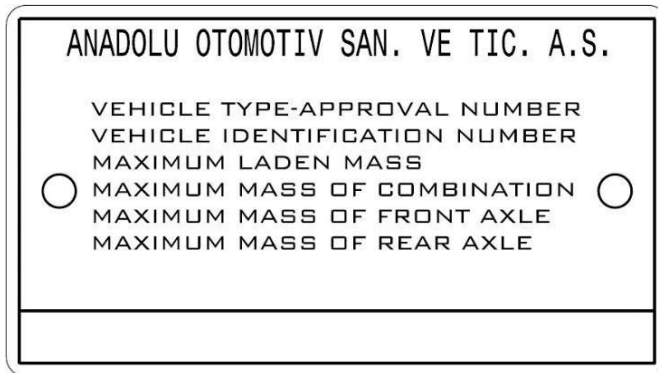 ANADOLU OTOMOTIV SAN. VE TIC. A.S.
VEHICLE TYPE-APPROVAL NUMBER
VEHICLE IDENTIFICATION NUMBER
MAXIMUM LADEN MASS
MAXIMUM MASS OF COMBINATION
MAXIMUM MASS OF FRONT AXLE
MAXIMUM MASS OF REAR AXLE